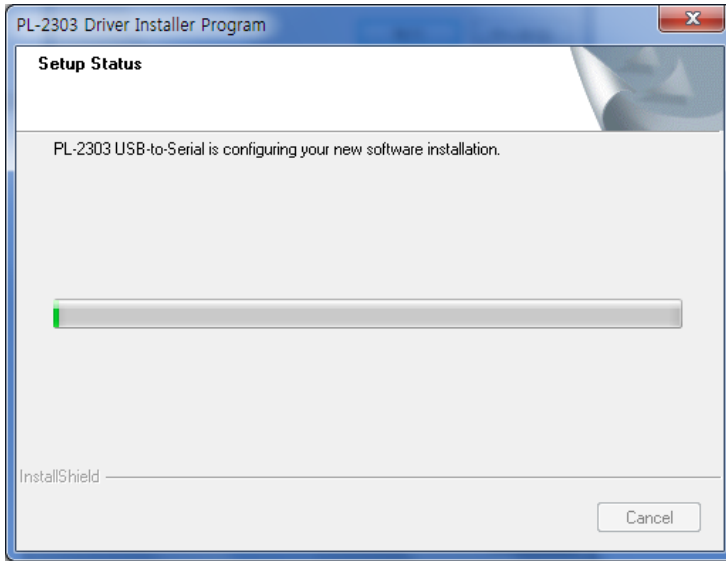 PL-2303 Driver Installer Program
Setup Status
PL-2303 USB-to-Serial is configuring your new software installation.
InstallShield
Cancel